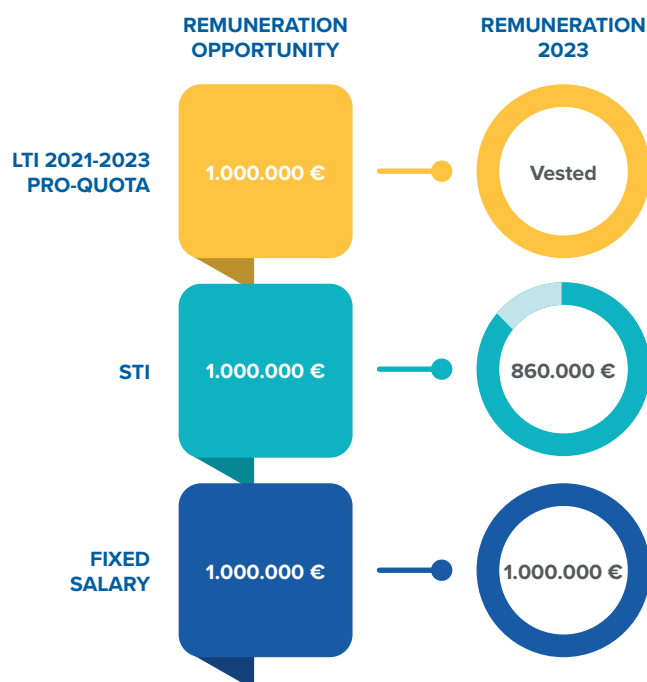 REMUNERATION
OPPORTUNITY
REMUNERATION
2023
LTI 2021-2023
PRO-QUOTA
1.000.000 €
Vested
STI
1.000.000 €
860.000 €
FIXED
SALARY
1.000.000 €
1.000.000 €